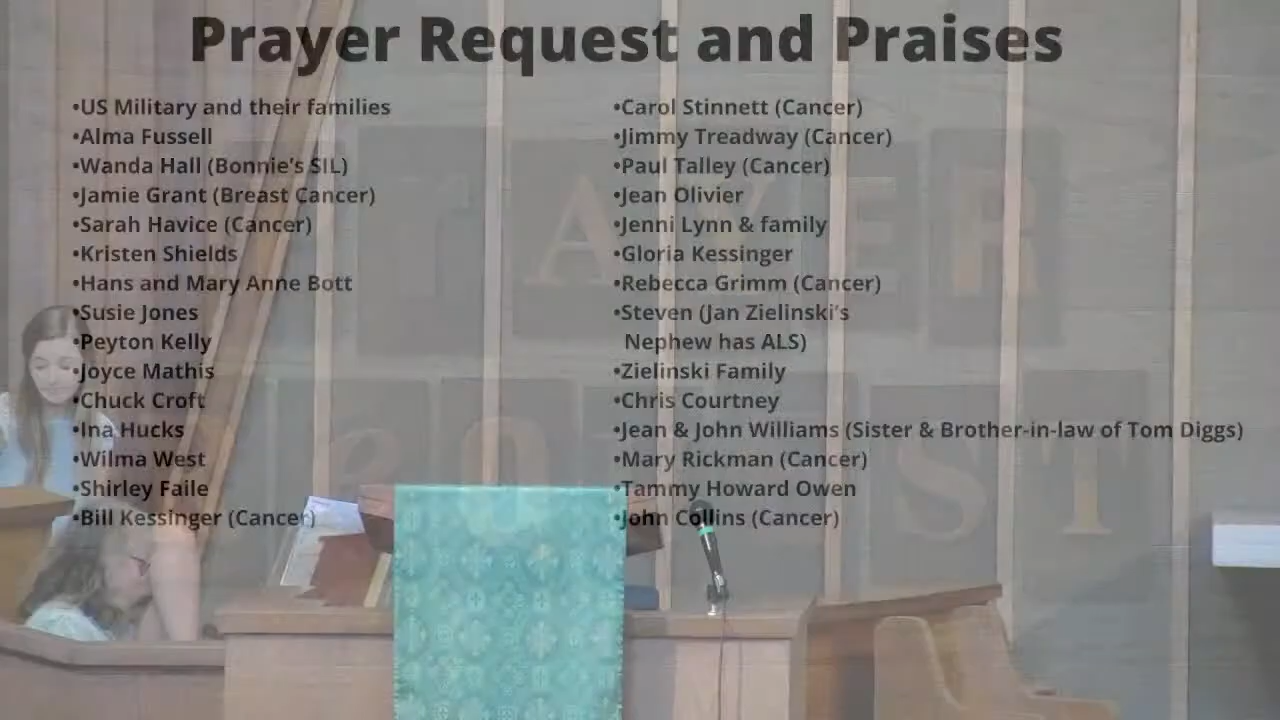 Prayer Request and Praises
•US Military and their families
•Alma Fussell
•Wanda Hall (Bonnie's SIL)
•Jamie Grant (Breast Cancer)
•Sarah Havice (Cancer)
•Kristen Shields
•Hans and Mary Anne Bott
•Susie Jones
•Peyton Kelly
•Joyce Mathis
•Chuck Croft
•Ina Hucks
•Wilma West
•Shirley Faile
•Bill Kessinger (Cancer)
•Carol Stinnett (Cancer)
•Jimmy Treadway (Cancer)
•Paul Talley (Cancer)
•Jean Olivier
•Jenni Lynn & family
•Gloria Kessinger
•Rebecca Grimm (Cancer)
•Steven (Jan Zielinski's
Nephew has ALS)
•Zielinski Family
•Chris Courtney
•Jean & John Williams (Sister & Brother-in-law of Tom Diggs)
•Mary Rickman (Cancer)
•Tammy Howard Owen
•John Collins (Cancer)